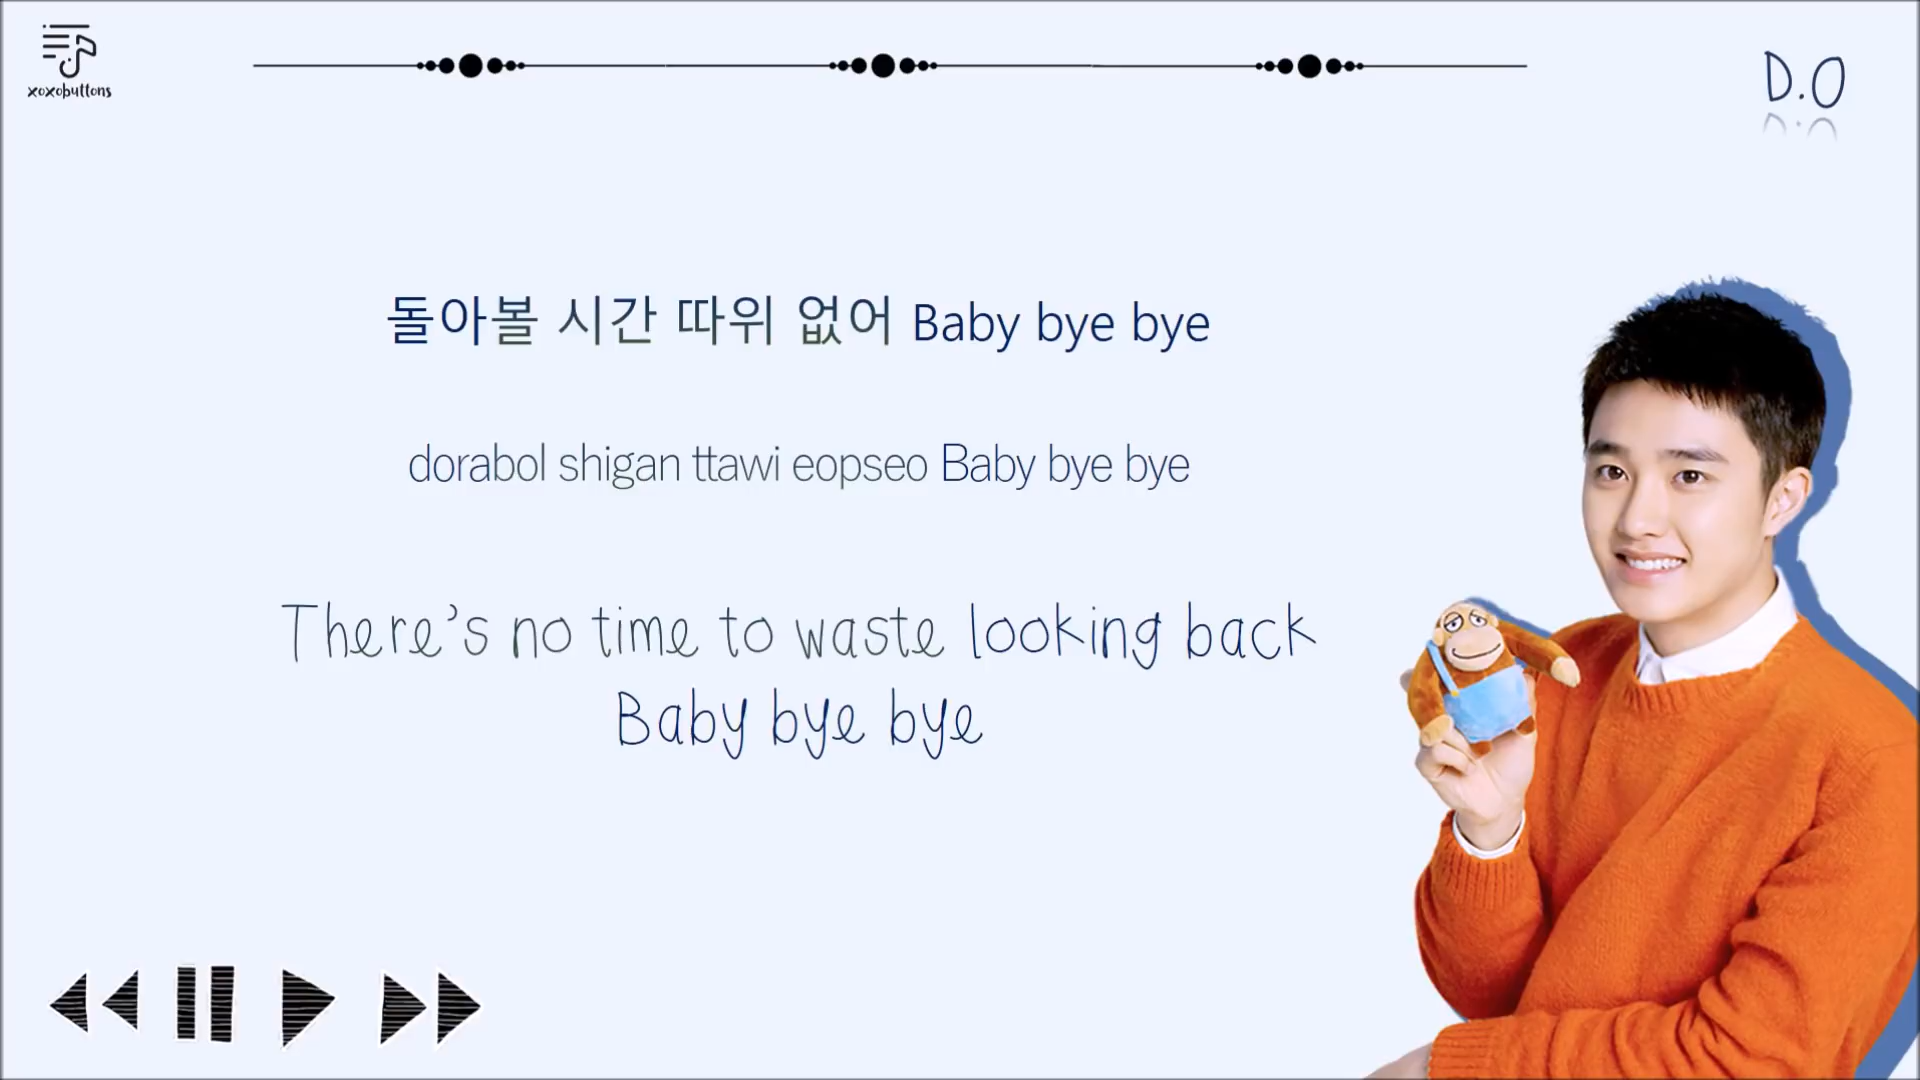 xoxobuttons
D.O
돌아볼 시간 따위 없어 Baby bye bye
dorabol shigan ttawi eopseo Baby bye bye
There's no time to waste looking back
Baby bye bye